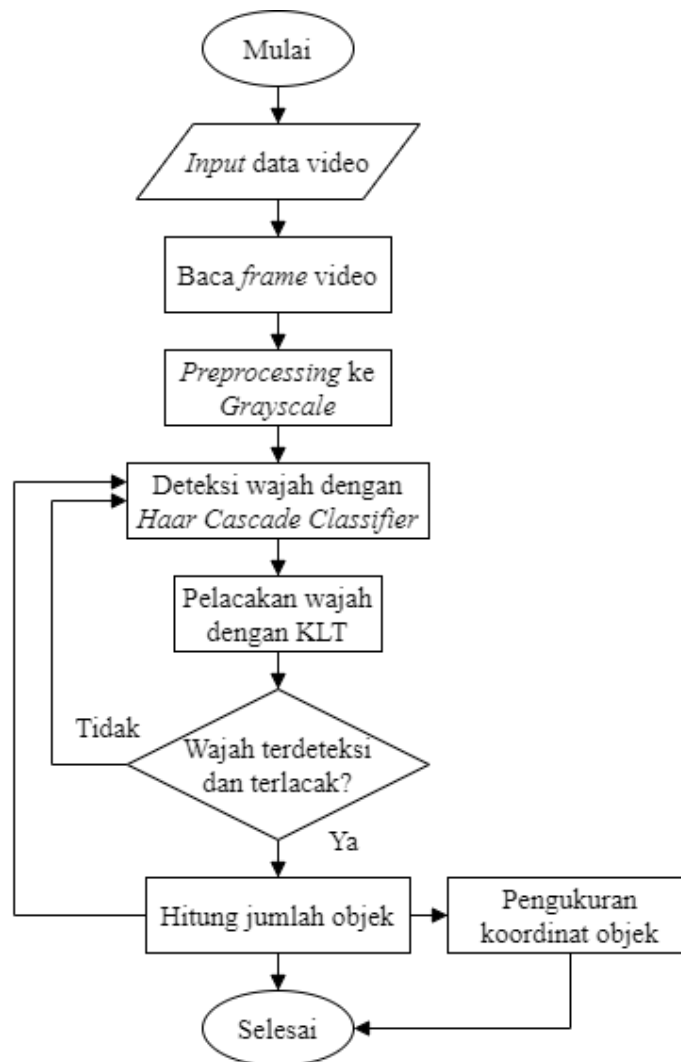 Mulai
Input data video
Baca frame video
Preprocessing ke
Grayscale
Deteksi wajah dengan
Haar Cascade Classifier
Pelacakan wajah
dengan KLT
Tidak
Wajah terdeteksi
dan terlacak?
Ya
Hitung jumlah objek
Pengukuran
koordinat objek
Selesai